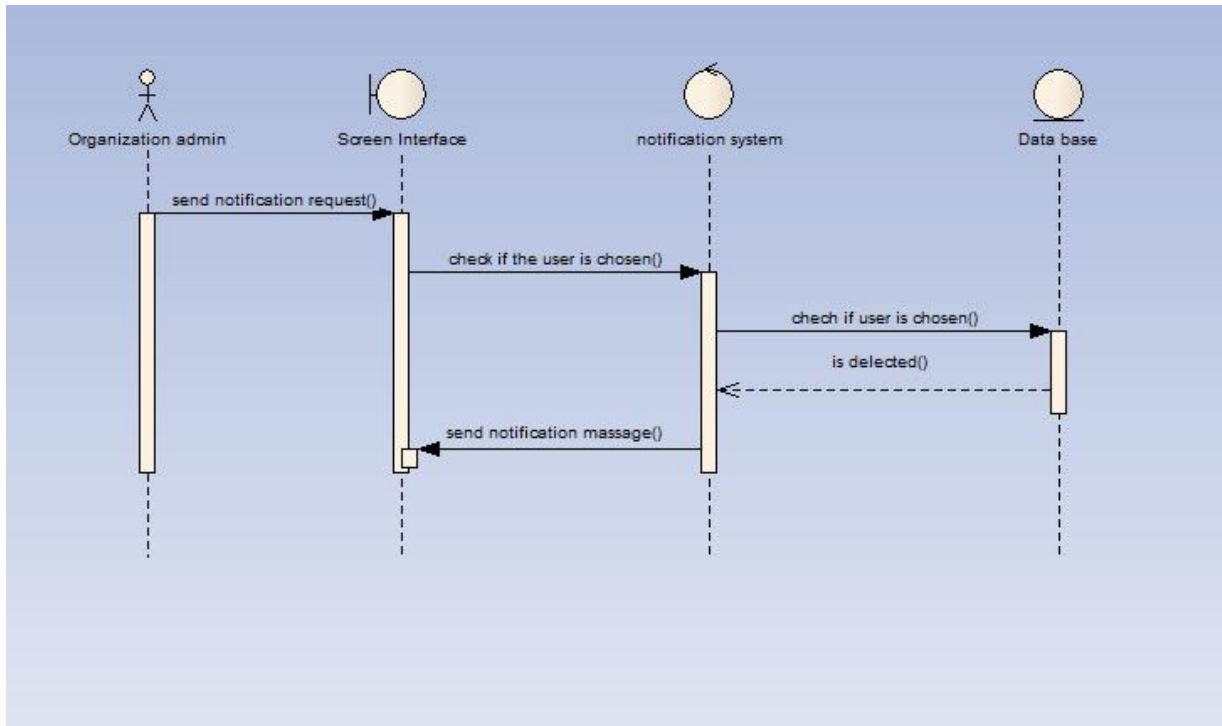 Organization admin
Screen Interface
notification system
Data base
send notification request()
check if the user is chosen()
chech if user is chosen()
is delected()
send notification massage()